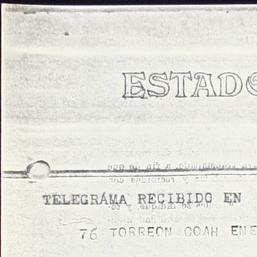 ESTADO
TELEGRAMA RECIBIDO EN
76 TORREON COAH ENE